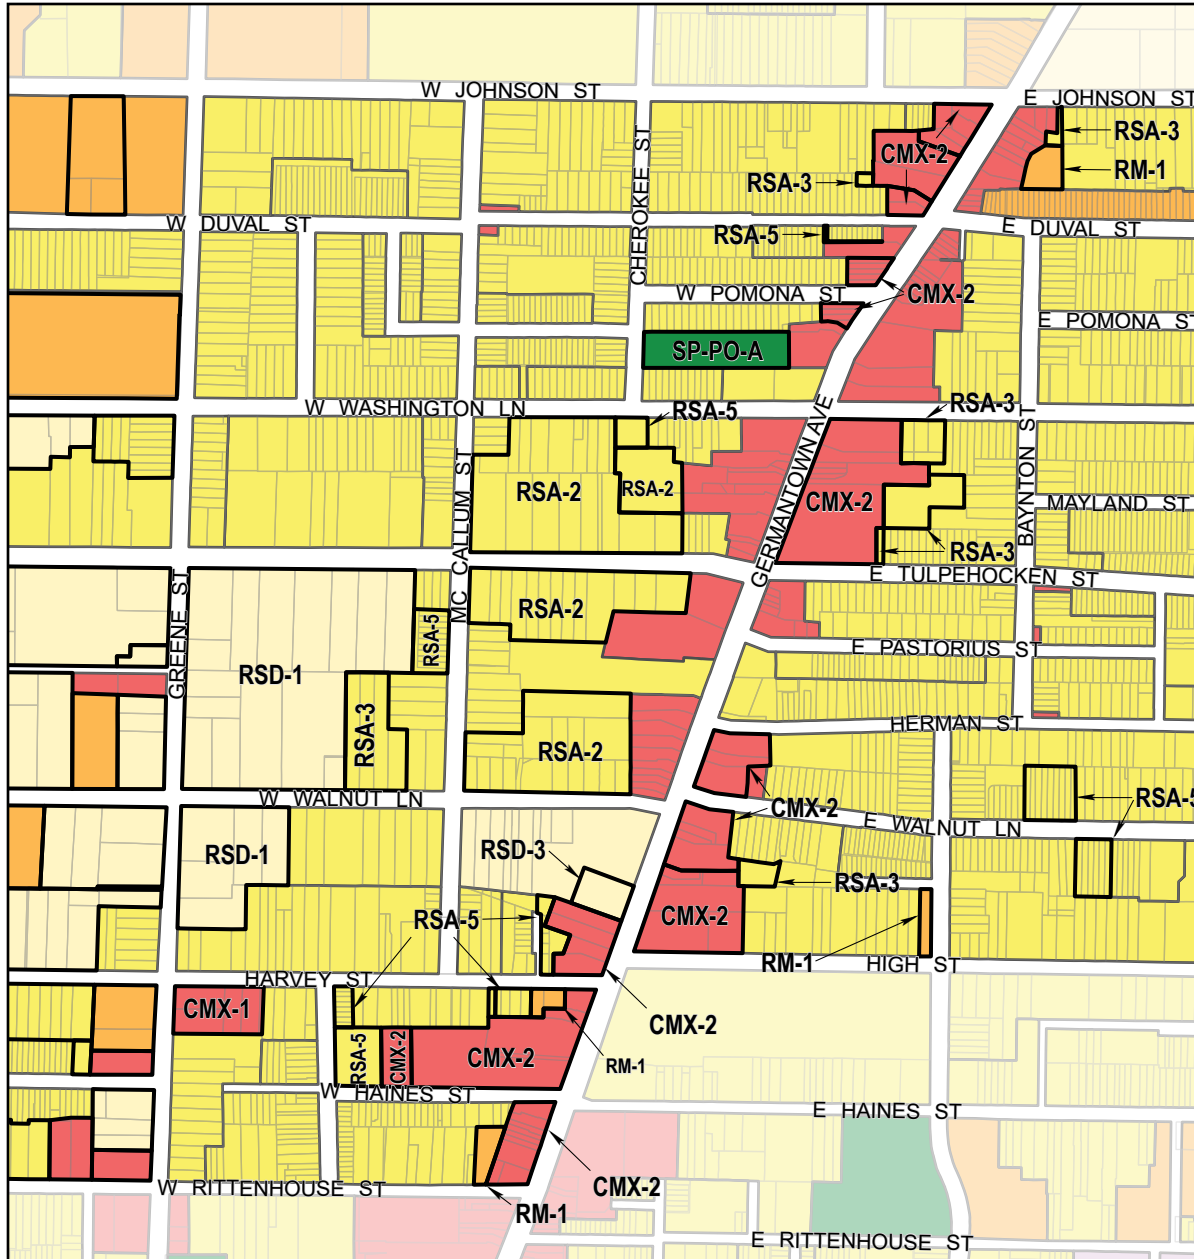 W JOHNSON ST
E JOHNSON ST
RSA-3
CMX-2
RM-1
RSA-3
CHEROKEE ST
W DUVAL ST
E DUVAL ST
RSA-5
W POMONA ST
CMX-2
E POMONA ST
SP-PO-A
W WASHINGTON LN
RSA-5
RSA-3
GERMANTOWN AVE
BAYNTON ST
MC CALLUM ST
RSA-2
RSA-2
CMX-2
MAYLAND ST
RSA-3
E TULPEHOCKEN ST
GREENE ST
RSA-2
RSA-5
E PASTORIUS ST
RSD-1
RSA-3
HERMAN ST
RSA-2
W WALNUT LN
CMX-2
RSA-5
E WALNUT LN
RSD-1
RSD-3
RSA-3
RSA-5
CMX-2
RM-1
HIGH ST
HARVEY ST
CMX-1
CMX-2
RSA-5
CMX-2
CMX-2
RM-1
W HAINES ST
E HAINES ST
CMX-2
W RITTENHOUSE ST
RM-1
E RITTENHOUSE ST